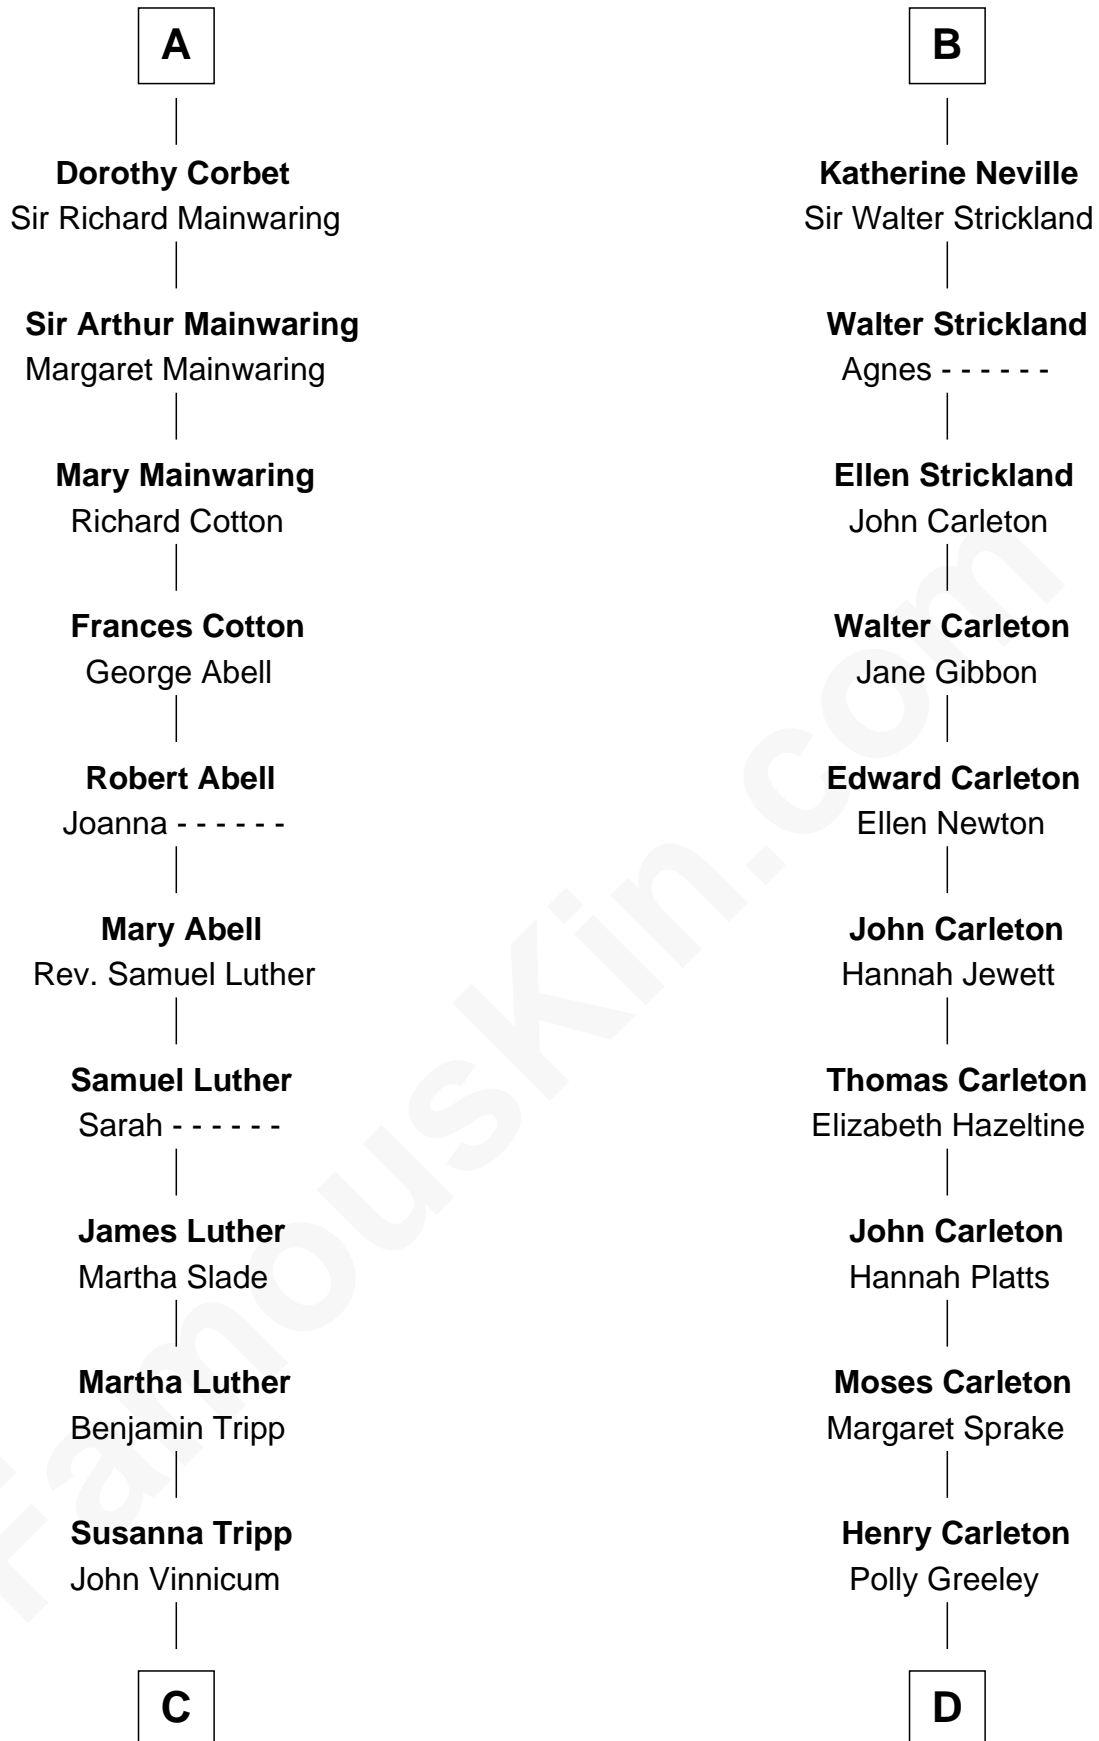 A
Dorothy Corbet
Sir Richard Mainwaring
Sir Arthur Mainwaring
Margaret Mainwaring
Mary Mainwaring
Richard Cotton
Frances Cotton
George Abell
Robert Abell
Joanna - - - - - -
Mary Abell
Rev. Samuel Luther
Samuel Luther
Sarah - - - - - -
James Luther
Martha Slade
Martha Luther
Benjamin Tripp
Susanna Tripp
John Vinnicum
C
B
Katherine Neville
Sir Walter Strickland
Walter Strickland
Agnes - - - - - -
Ellen Strickland
John Carleton
Walter Carleton
Jane Gibbon
Edward Carleton
Ellen Newton
John Carleton
Hannah Jewett
Thomas Carleton
Elizabeth Hazeltine
John Carleton
Hannah Platts
Moses Carleton
Margaret Sprake
Henry Carleton
Polly Greeley
D
FamousKin.com